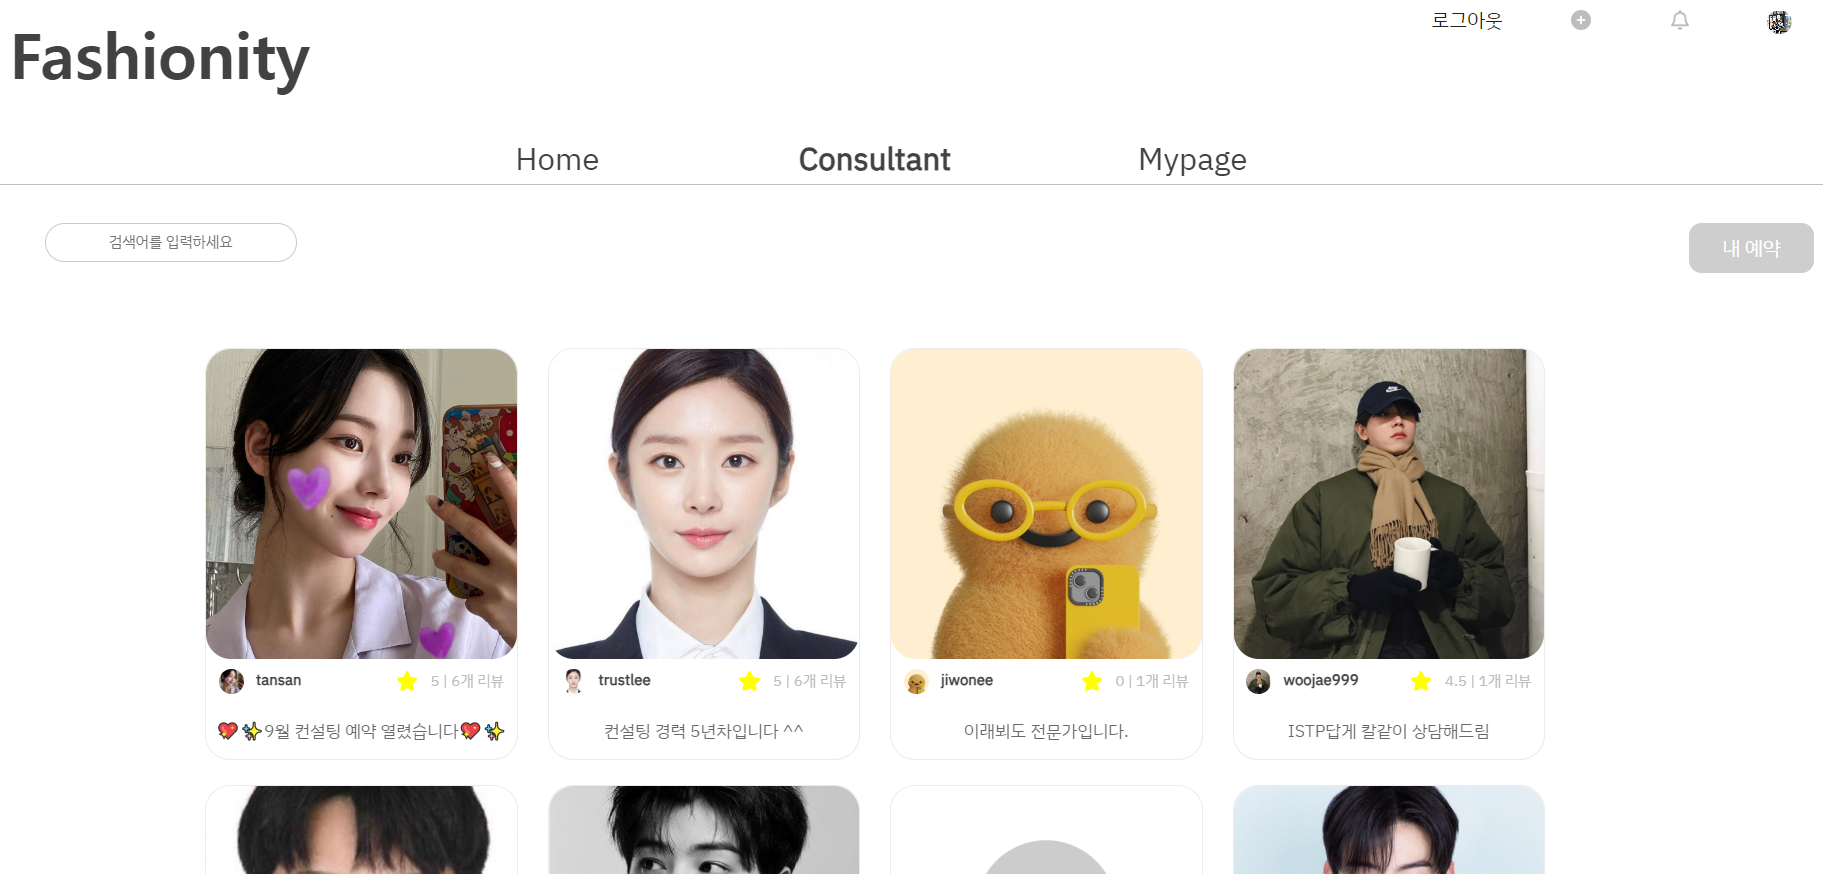 로그아웃
Fashionity
Home Consultant Mypage
검색어를 입력하세요
내 예약
tansan 5 | 6개 리뷰
💖✨9월 컨설팅 예약 열렸습니다💖✨
trustlee 5 | 6개 리뷰
컨설팅 경력 5년차입니다 ^^
jiwonee 0 | 1개 리뷰
이래뵈도 전문가입니다.
woojae999 4.5 | 1개 리뷰
ISTP답게 칼같이 상담해드림